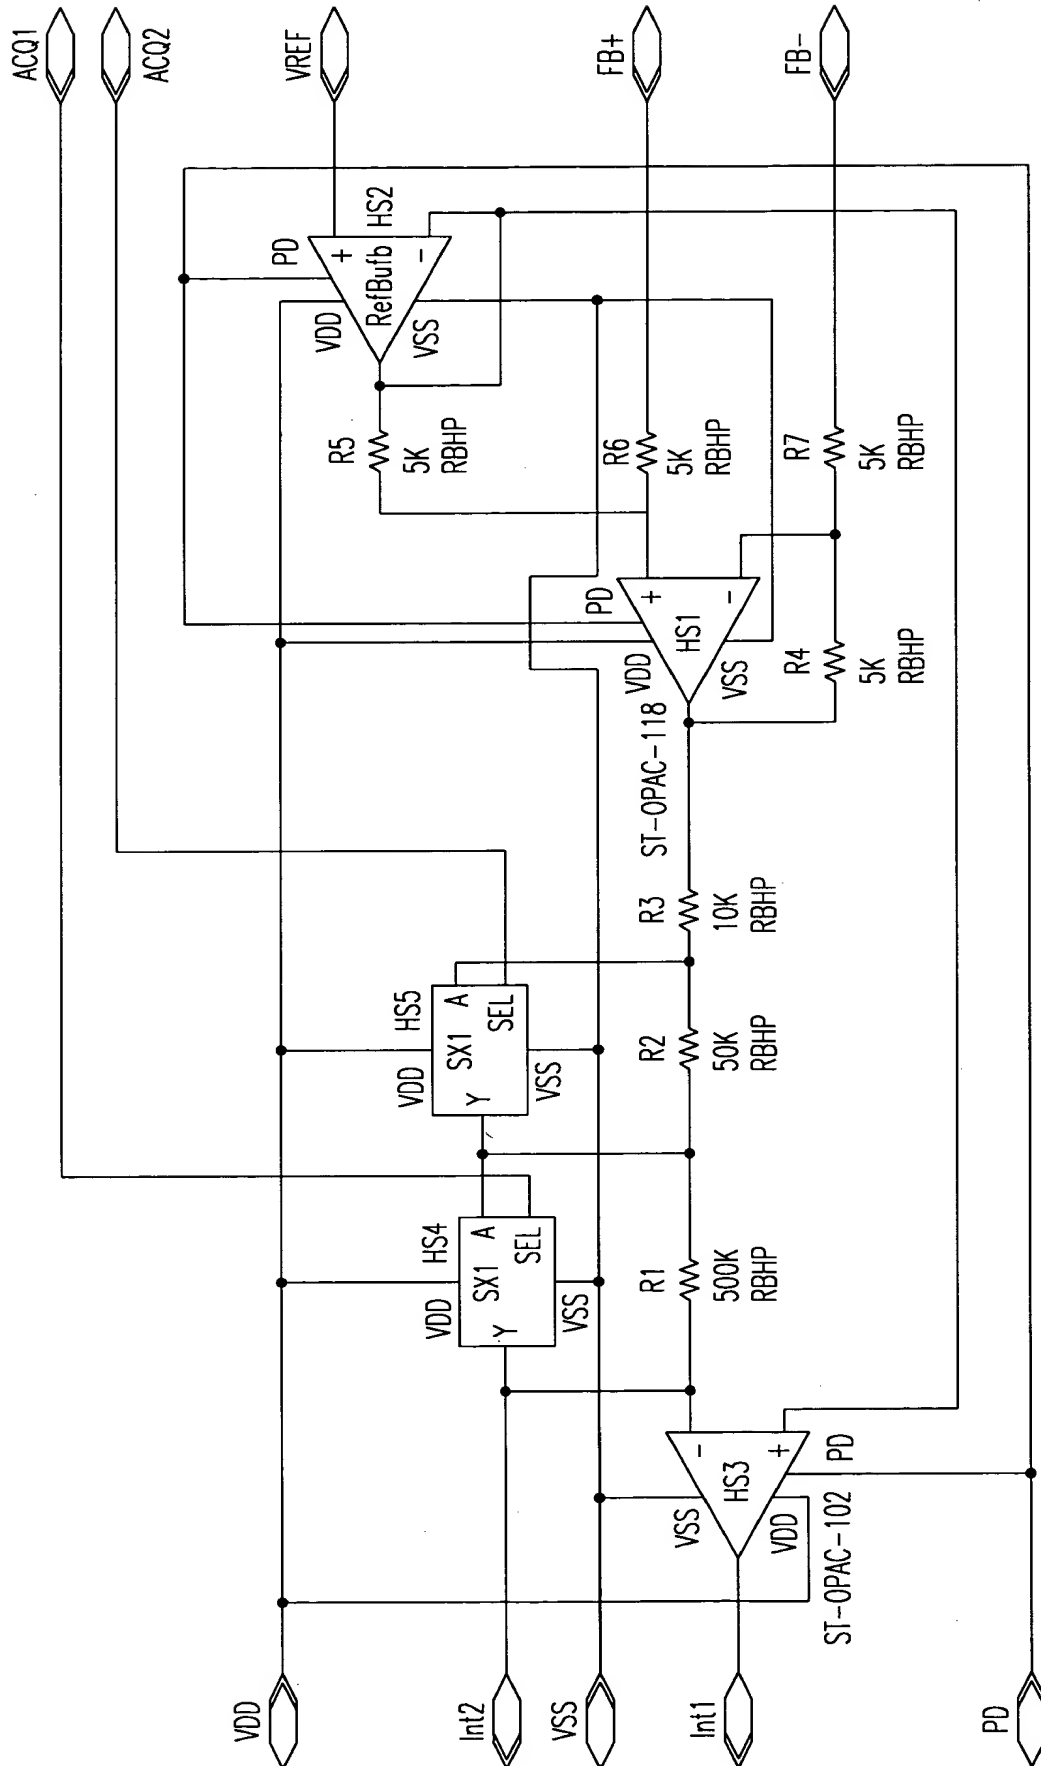 ACQ1
ACQ2
VREF
FB+
FB-
PD
+
HS2
RefBufb
-
VDD
VSS
R5
5K
RBHP
R6
5K
RBHP
R7
5K
RBHP
PD
+
HS1
-
VDD
VSS
ST-OPAC-118
R4
5K
RBHP
R3
10K
RBHP
HS5
A
SX1
SEL
VDD
Y
VSS
R2
50K
RBHP
HS4
A
SX1
SEL
VDD
Y
VSS
R1
500K
RBHP
-
HS3
+
PD
VSS
VDD
ST-OPAC-102
VDD
Int2
VSS
Int1
PD